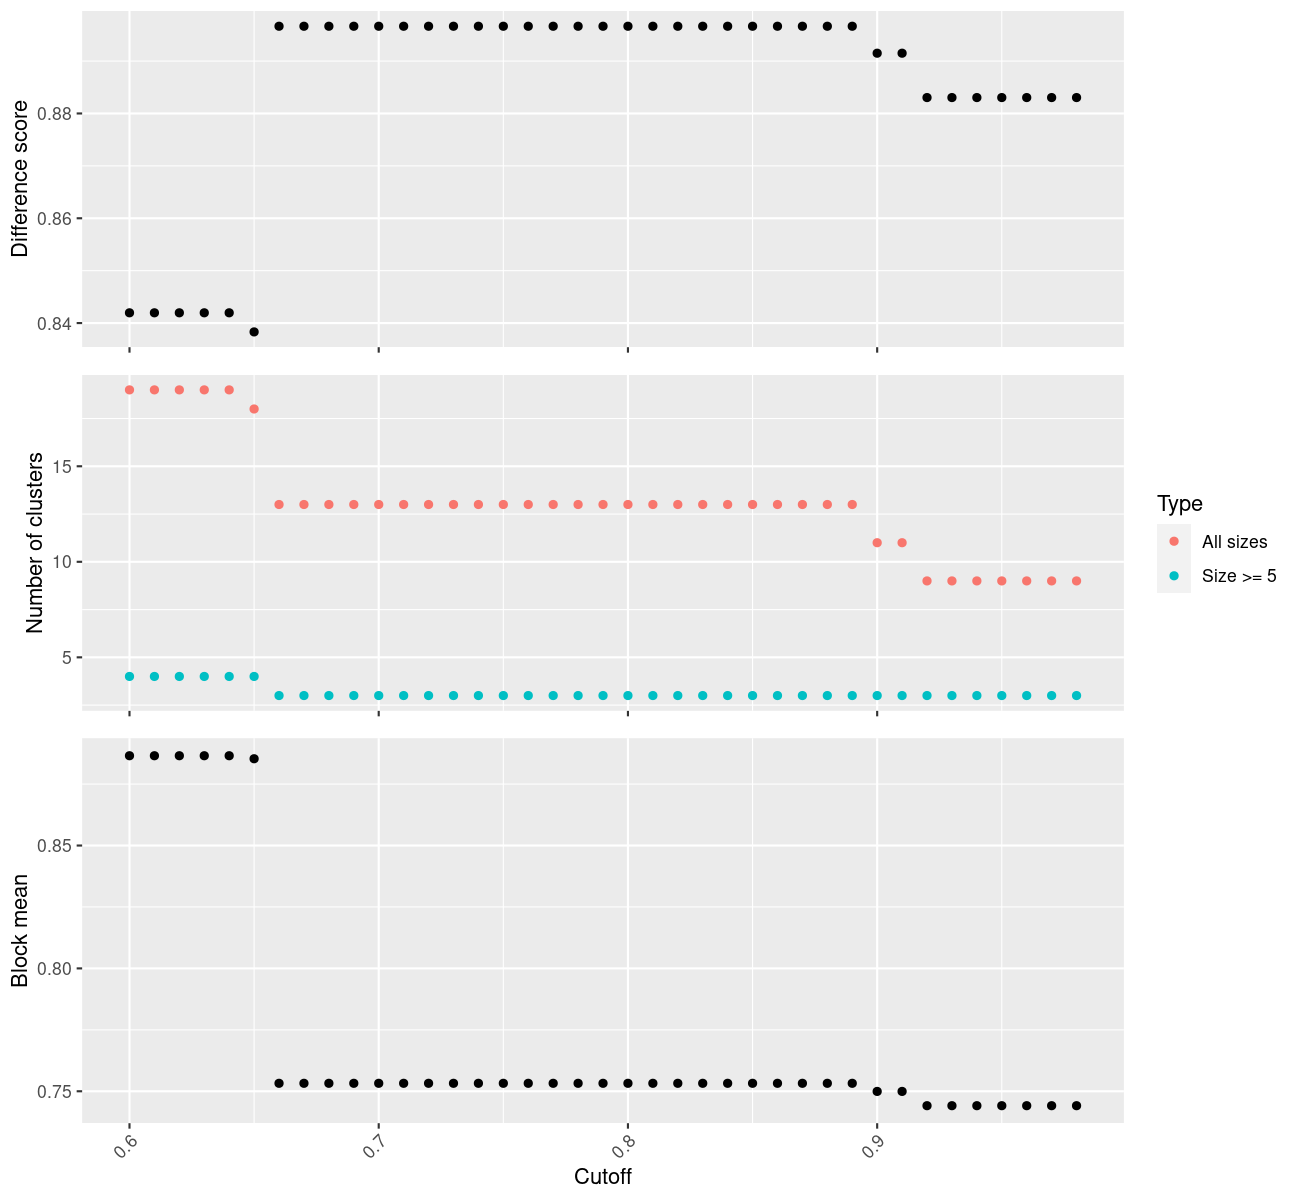 Difference score
0.88
0.86
0.84
Number of clusters
15
10
5
Type
All sizes
Size >= 5
Block mean
0.85
0.80
0.75
0.6
0.7
0.8
0.9
Cutoff